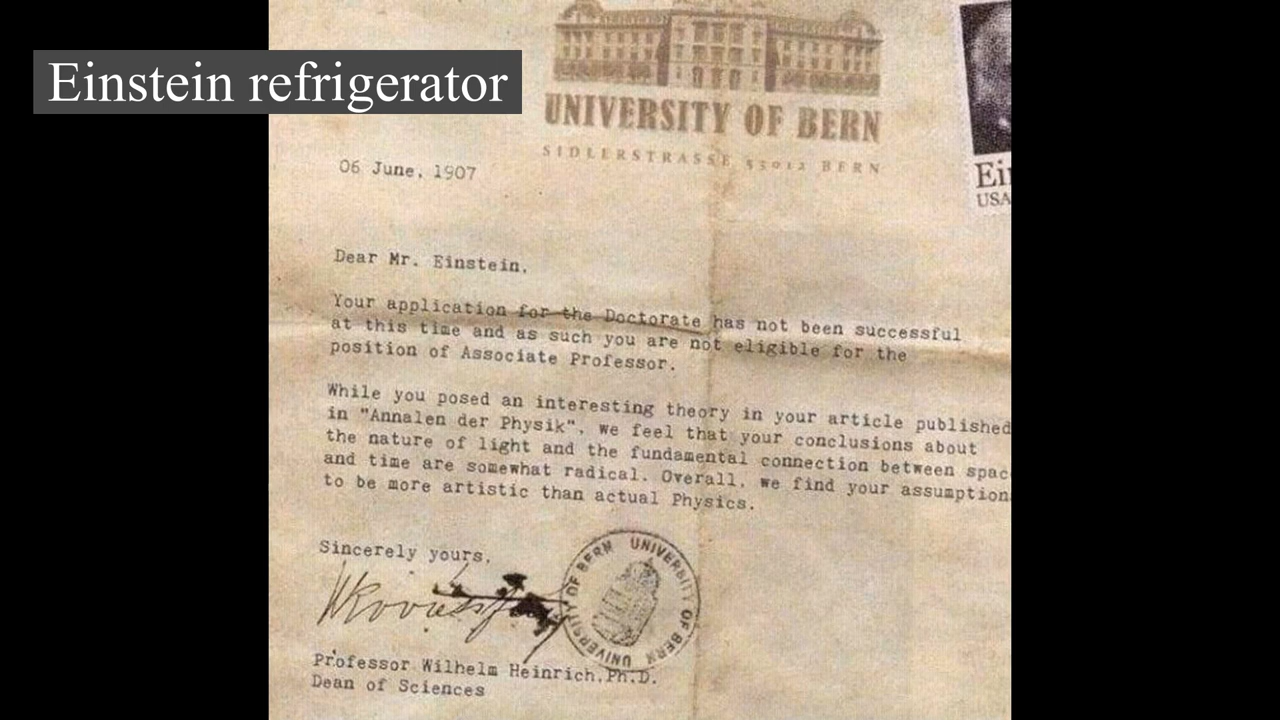 Einstein refrigerator
UNIVERSITY OF BERN
SIDLERSTRASSE 53012 BERN
Ei
USA
06 June, 1907
Dear Mr. Einstein,
Your application for the Doctorate has not been successful
at this time and as such you are not eligible for the
position of Associate Professor.
While you posed an interesting theory in your article published
in "Annalen der Physik", we feel that your conclusions about
the nature of light and the fundamental connection between spac
and time are somewhat radical. Overall, we find your assumption
to be more artistic than actual Physics.
Sincerely yours,
UNIVERSITY OF BERN UNIVERSITY OF BERN
Professor Wilhelm Heinrich,Ph.D.
Dean of Sciences